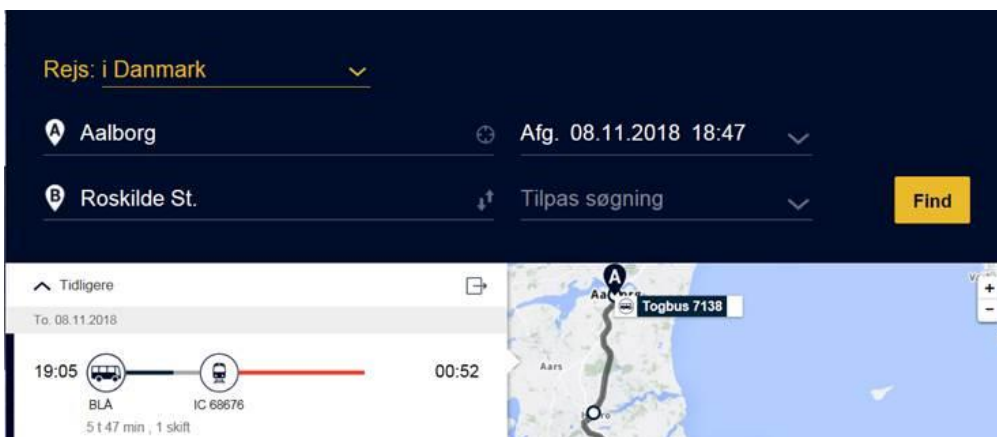 Rejs: i Danmark
A
Aalborg
Afg. 08.11.2018 18:47
B
Roskilde St.
Tilpas søgning
Find
Tidligere
To. 08.11.2018
19:05
00:52
BLÅ
IC 68676
5 t 47 min , 1 skift
A
Togbus 7138
Aars
+
-